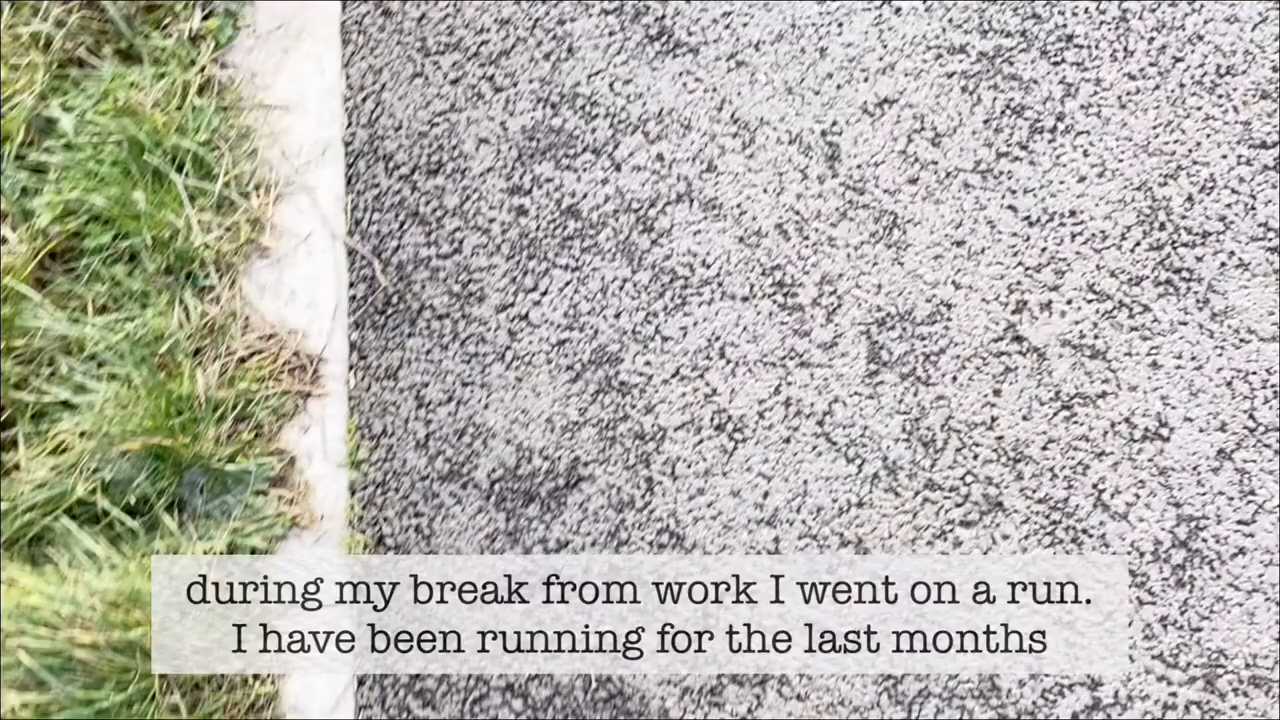 during my break from work I went on a run.
I have been running for the last months